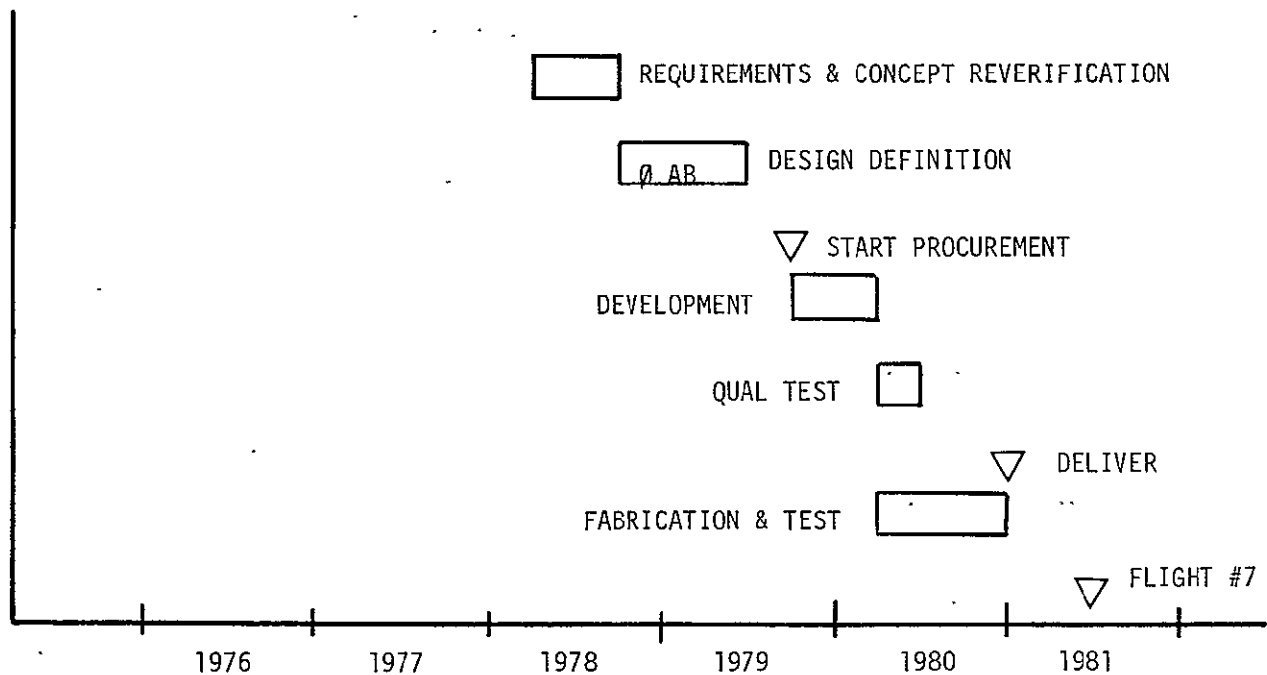 REQUIREMENTS & CONCEPT REVERIFICATION
DESIGN DEFINITION
Ø AB
START PROCUREMENT
DEVELOPMENT
QUAL TEST
DELIVER
FABRICATION & TEST
FLIGHT #7
1976 1977 1978 1979 1980 1981